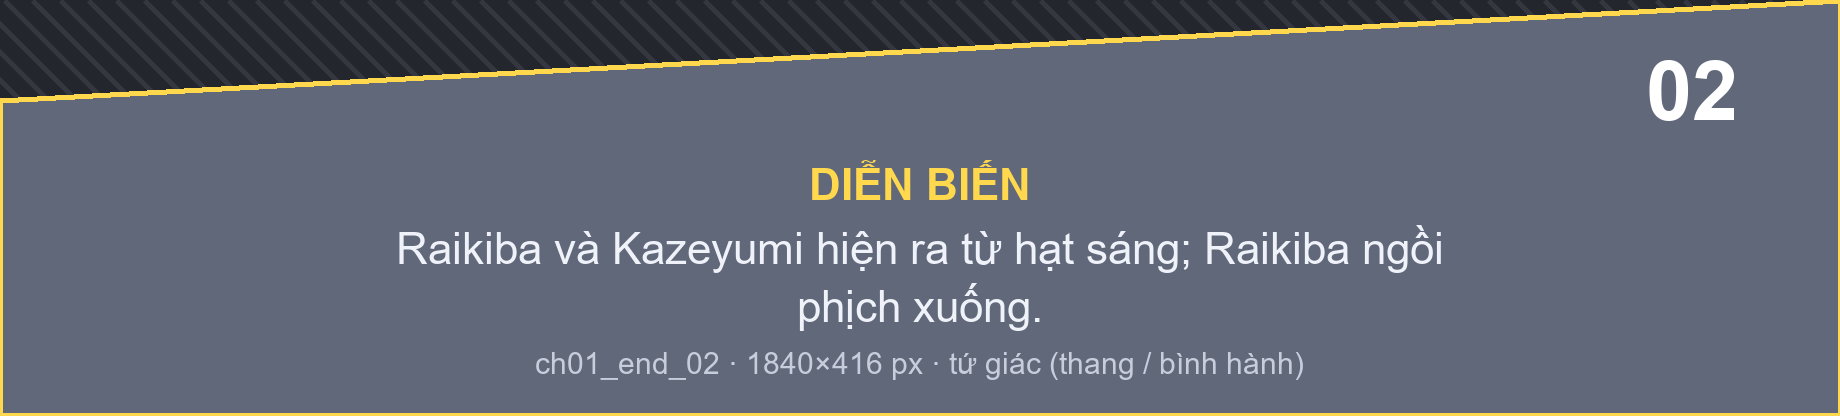 02
DIỄN BIẾN
Raikiba và Kazeyumi hiện ra từ hạt sáng; Raikiba ngồi
phịch xuống.
ch01_end_02 · 1840×416 px · tứ giác (thang / bình hành)